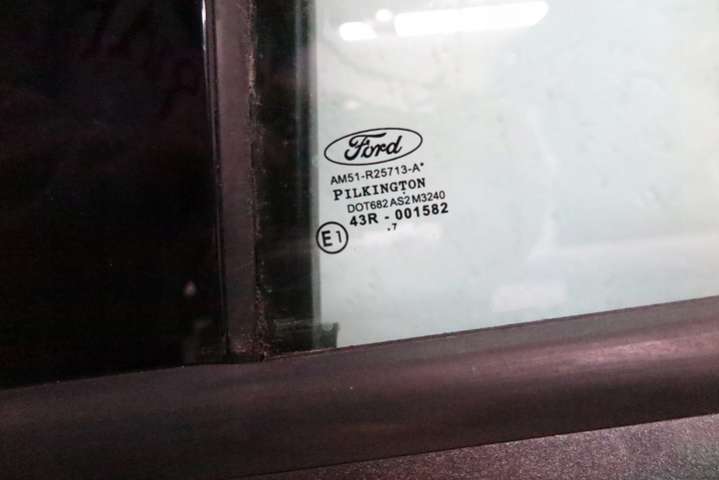 Ford
AM51-R25713-A*
PILKINGTON
DOT682 AS2 M3240
43R - 001582
E1
.7